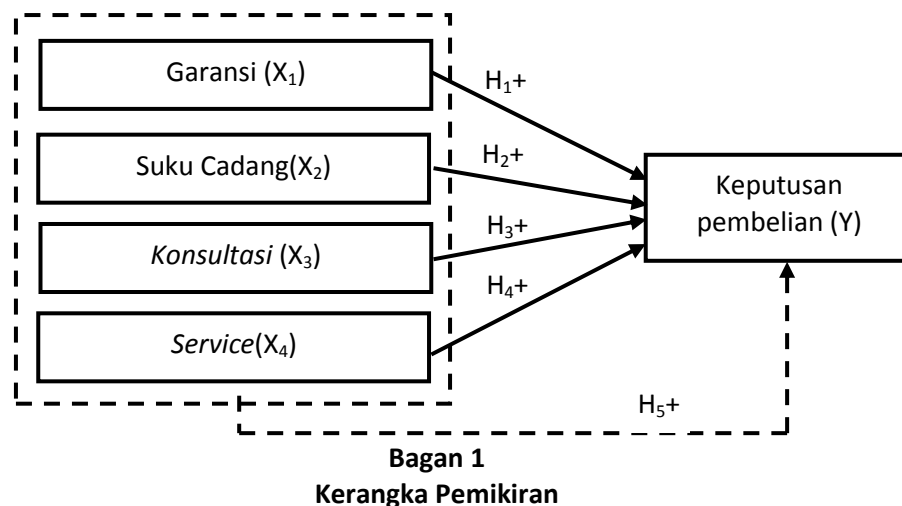 Garansi (X₁)
H₁+
Suku Cadang(X₂)
H₂+
Keputusan
pembelian (Y)
Konsultasi (X₃)
H₃+
H₄+
Service(X₄)
H₅+
Bagan 1
Kerangka Pemikiran